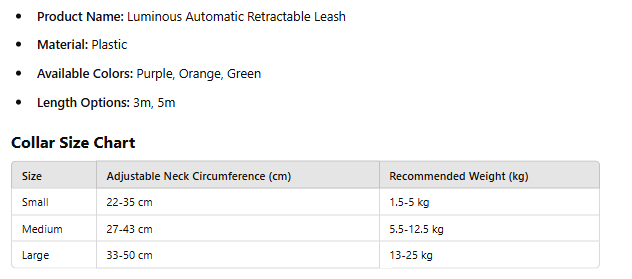 Product Name: Luminous Automatic Retractable Leash
Material: Plastic
Available Colors: Purple, Orange, Green
Length Options: 3m, 5m
Collar Size Chart
Size Adjustable Neck Circumference (cm) Recommended Weight (kg)
Small 22-35 cm 1.5-5 kg
Medium 27-43 cm 5.5-12.5 kg
Large 33-50 cm 13-25 kg